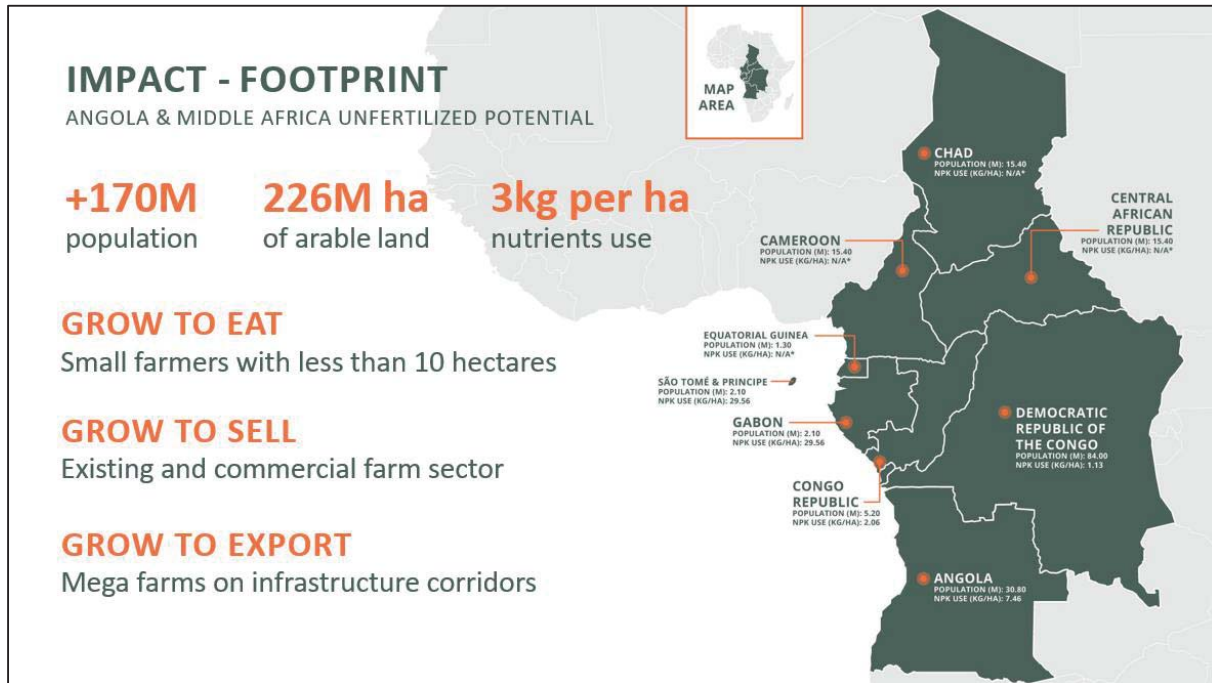 IMPACT - FOOTPRINT
ANGOLA & MIDDLE AFRICA UNFERTILIZED POTENTIAL
+170M
population
226M ha
of arable land
3kg per ha
nutrients use
GROW TO EAT
Small farmers with less than 10 hectares
GROW TO SELL
Existing and commercial farm sector
GROW TO EXPORT
Mega farms on infrastructure corridors
MAP
AREA
CHAD
POPULATION (M): 15.40
NPK USE (KG/HA): N/A*
CENTRAL
AFRICAN
REPUBLIC
POPULATION (M): 15.40
NPK USE (KG/HA): N/A*
CAMEROON
POPULATION (M): 15.40
NPK USE (KG/HA): N/A*
EQUATORIAL GUINEA
POPULATION (M): 1.30
NPK USE (KG/HA): N/A*
SÃO TOMÉ & PRINCIPE
POPULATION (M): 2.10
NPK USE (KG/HA): 29.56
GABON
POPULATION (M): 2.10
NPK USE (KG/HA): 29.56
DEMOCRATIC
REPUBLIC OF
THE CONGO
POPULATION (M): 84.00
NPK USE (KG/HA): 1.13
CONGO
REPUBLIC
POPULATION (M): 5.20
NPK USE (KG/HA): 2.06
ANGOLA
POPULATION (M): 30.80
NPK USE (KG/HA): 7.46